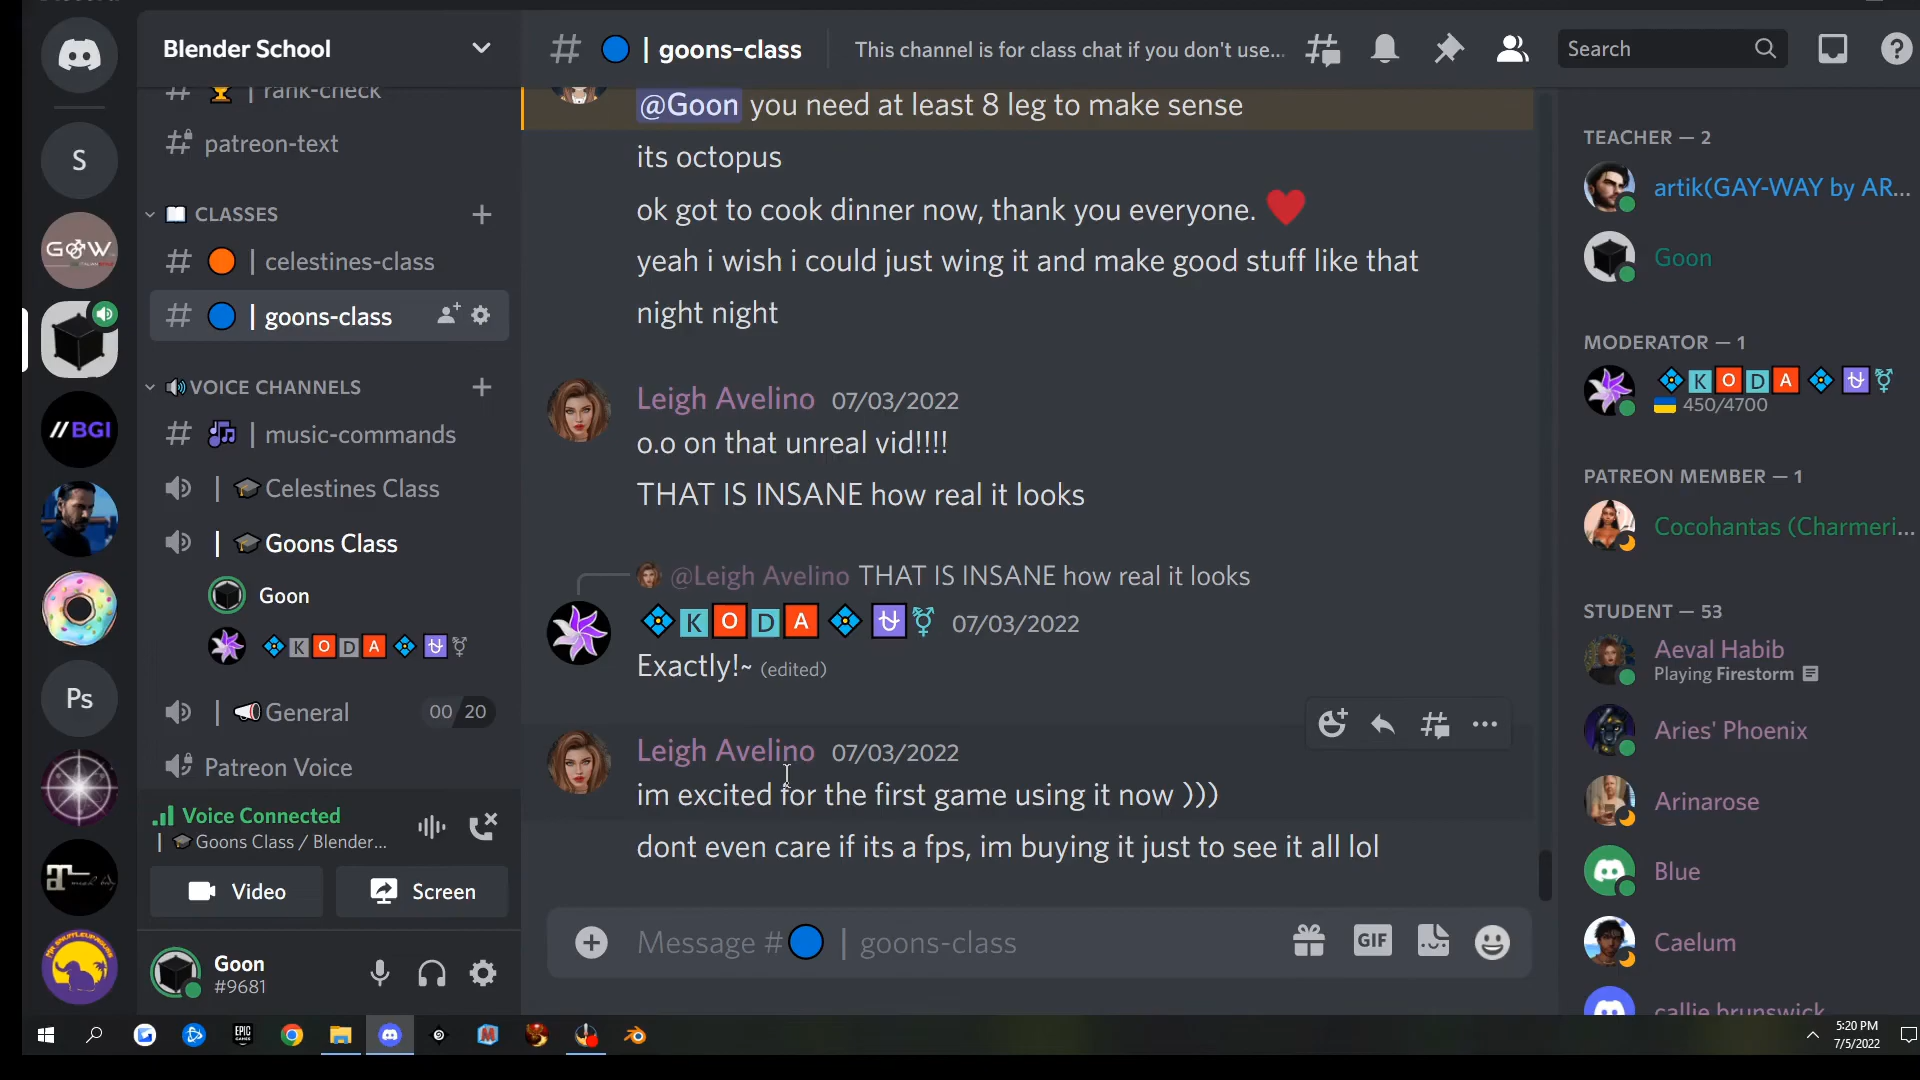 Blender School
| rank-check
patreon-text
CLASSES
| celestines-class
| goons-class
VOICE CHANNELS
| music-commands
| Celestines Class
| Goons Class
Goon
K O D A
| General
00 20
Patreon Voice
Voice Connected
| Goons Class / Blender...
Video
Screen
Goon
#9681
S
GOW
//BGI
Ps
| goons-class
This channel is for class chat if you don't use...
Search
@Goon you need at least 8 leg to make sense
its octopus
ok got to cook dinner now, thank you everyone.
yeah i wish i could just wing it and make good stuff like that
night night
Leigh Avelino 07/03/2022
o.o on that unreal vid!!!!
THAT IS INSANE how real it looks
@Leigh Avelino THAT IS INSANE how real it looks
K O D A 07/03/2022
Exactly!~ (edited)
Leigh Avelino 07/03/2022
im excited for the first game using it now )))
dont even care if its a fps, im buying it just to see it all lol
Message # | goons-class
GIF
TEACHER — 2
artik(GAY-WAY by AR...
Goon
MODERATOR — 1
K O D A
450/4700
PATREON MEMBER — 1
Cocohantas (Charmeri...
STUDENT — 53
Aeval Habib
Playing Firestorm
Aries' Phoenix
Arinarose
Blue
Caelum
callie brunswick
EPIC GAMES
5:20 PM
7/5/2022